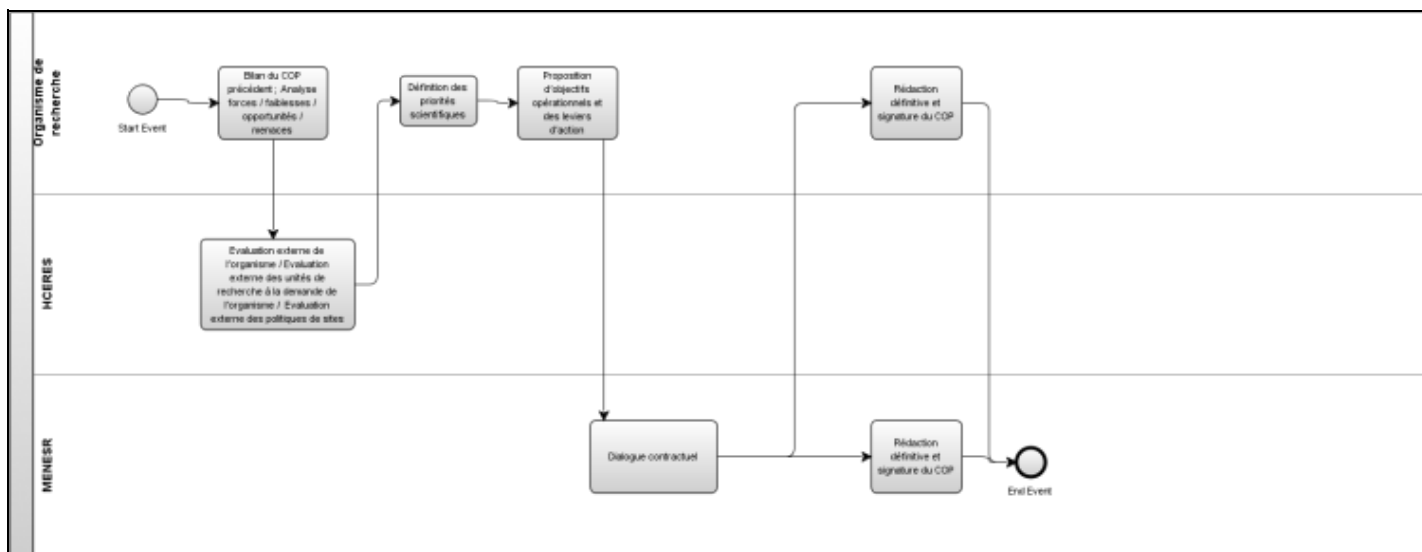 Organisme de
recherche
Start Event
Bilan du COP
précédent ; Analyse
forces / faiblesses /
opportunités /
menaces
Définition des
priorités
scientifiques
Proposition
d'objectifs
opérationnels et
des leviers
d'action
Rédaction
définitive et
signature du COP
HCERES
Evaluation externe de
l'organisme / Evaluation
externe des unités de
recherche à la demande de
l'organisme / Evaluation
externe des politiques de sites
MENESR
Dialogue contractuel
Rédaction
définitive et
signature du COP
End Event